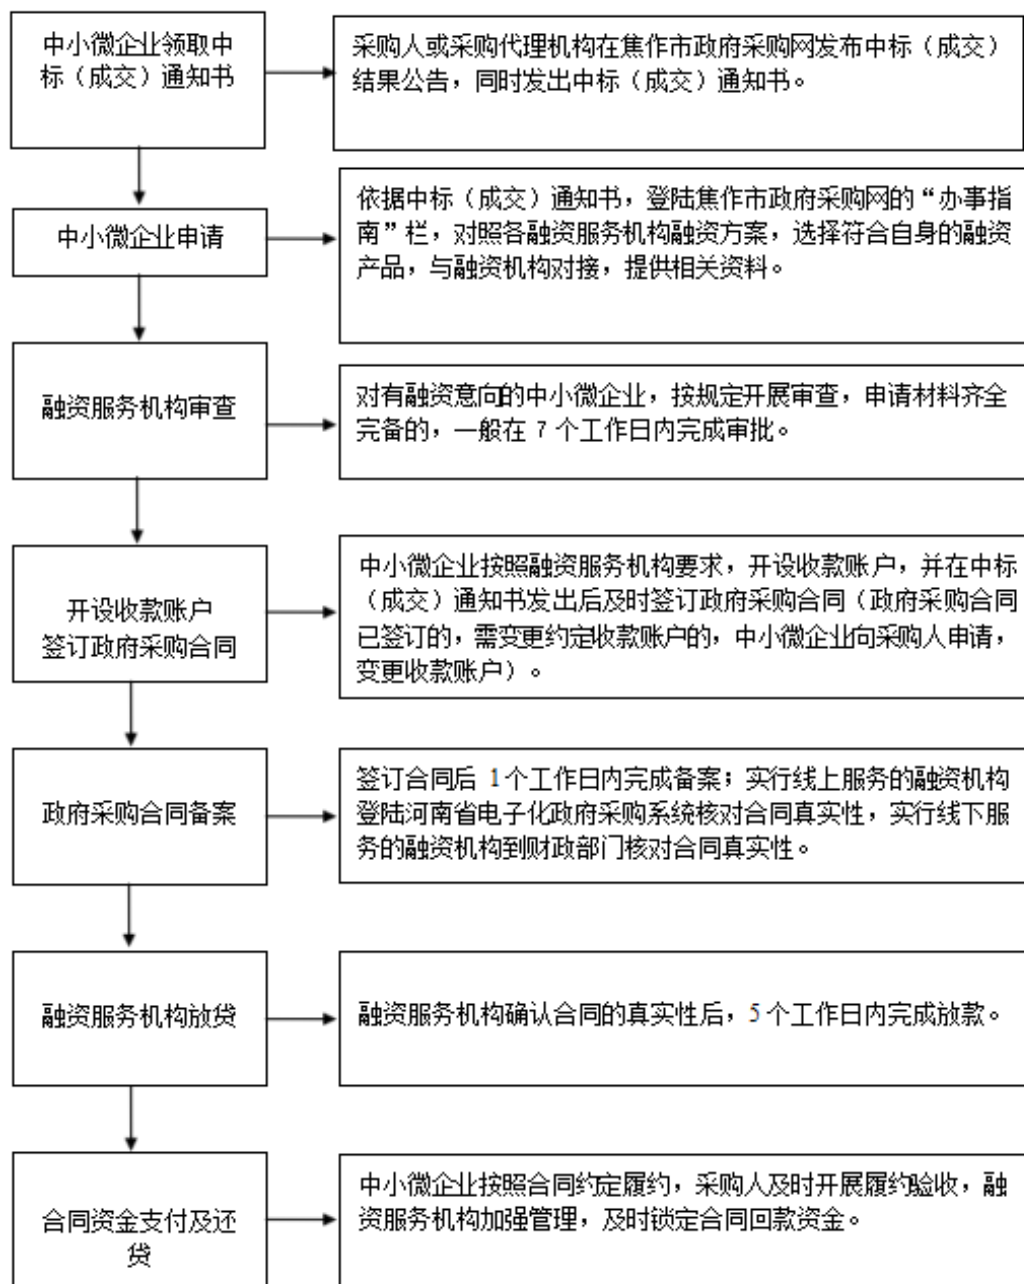 中小微企业领取中
标（成交）通知书
采购人或采购代理机构在焦作市政府采购网发布中标（成交）
结果公告，同时发出中标（成交）通知书。
中小微企业申请
依据中标（成交）通知书，登陆焦作市政府采购网的“办事指
南”栏，对照各融资服务机构融资方案，选择符合自身的融资
产品，与融资机构对接，提供相关资料。
融资服务机构审查
对有融资意向的中小微企业，按规定开展审查，申请材料齐全
完备的，一般在 7 个工作日内完成审批。
开设收款账户
签订政府采购合同
中小微企业按照融资服务机构要求，开设收款账户，并在中标
（成交）通知书发出后及时签订政府采购合同（政府采购合同
已签订的，需变更约定收款账户的，中小微企业向采购人申请，
变更收款账户）。
政府采购合同备案
签订合同后 1个工作日内完成备案；实行线上服务的融资机构
登陆河南省电子化政府采购系统核对合同真实性，实行线下服
务的融资机构到财政部门核对合同真实性。
融资服务机构放贷
融资服务机构确认合同的真实性后，5 个工作日内完成放款。
合同资金支付及还
贷
中小微企业按照合同约定履约，采购人及时开展履约验收，融
资服务机构加强管理，及时锁定合同回款资金。